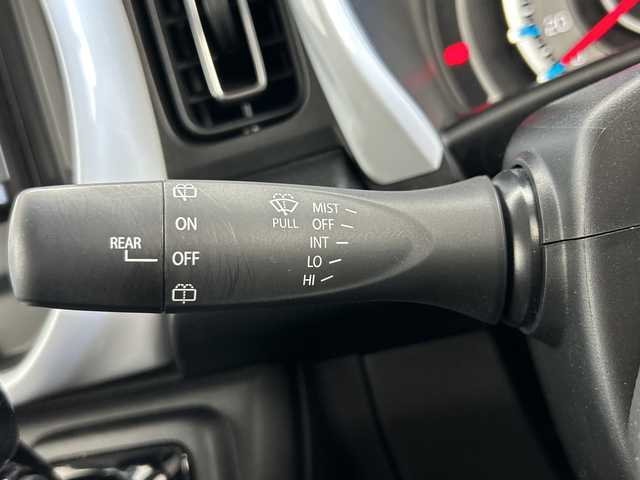 MIST
OFF
INT
LO
HI
PULL
ON
OFF
REAR
20